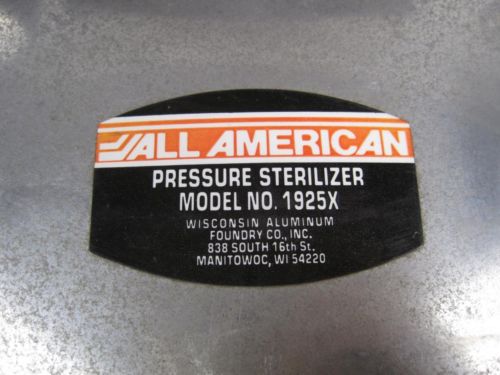 ALL AMERICAN
PRESSURE STERILIZER
MODEL NO. 1925X
WISCONSIN ALUMINUM
FOUNDRY CO., INC.
838 SOUTH 16th St.
MANITOWOC, WI 54220